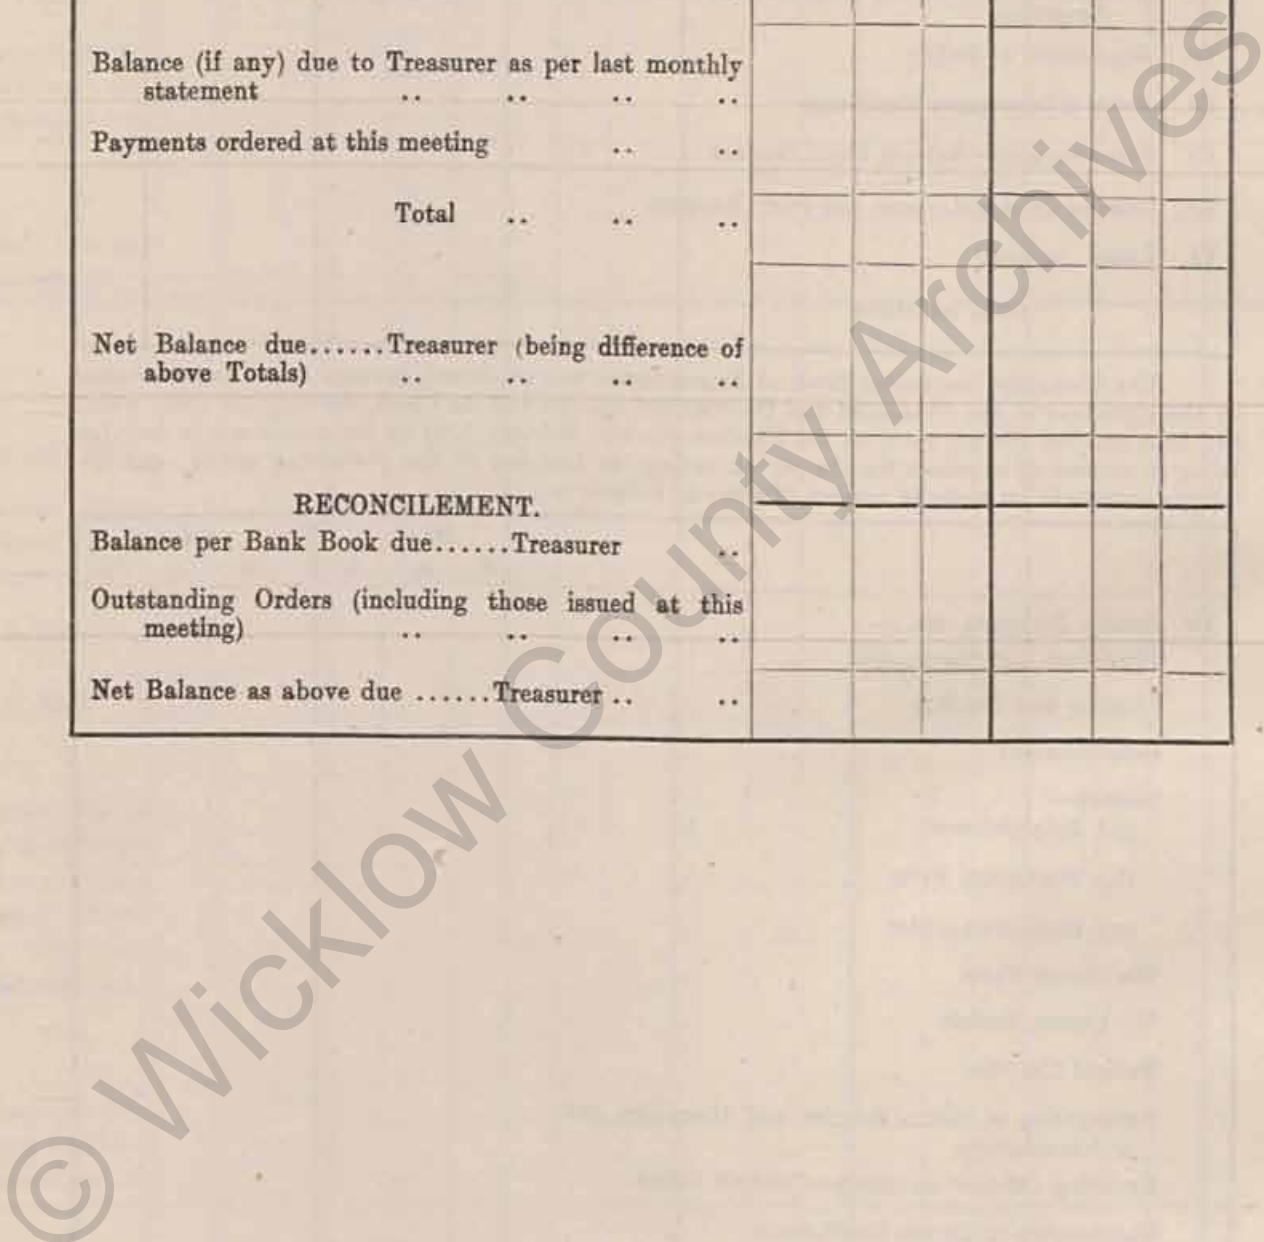 Balance (if any) due to Treasurer as per last monthly
statement .. .. .. ..
Payments ordered at this meeting .. ..
Total .. .. ..
Net Balance due......Treasurer (being difference of
above Totals) .. .. .. ..
RECONCILEMENT.
Balance per Bank Book due......Treasurer ..
Outstanding Orders (including those issued at this
meeting) .. .. .. ..
Net Balance as above due ......Treasurer .. ..
© Wicklow County Archives